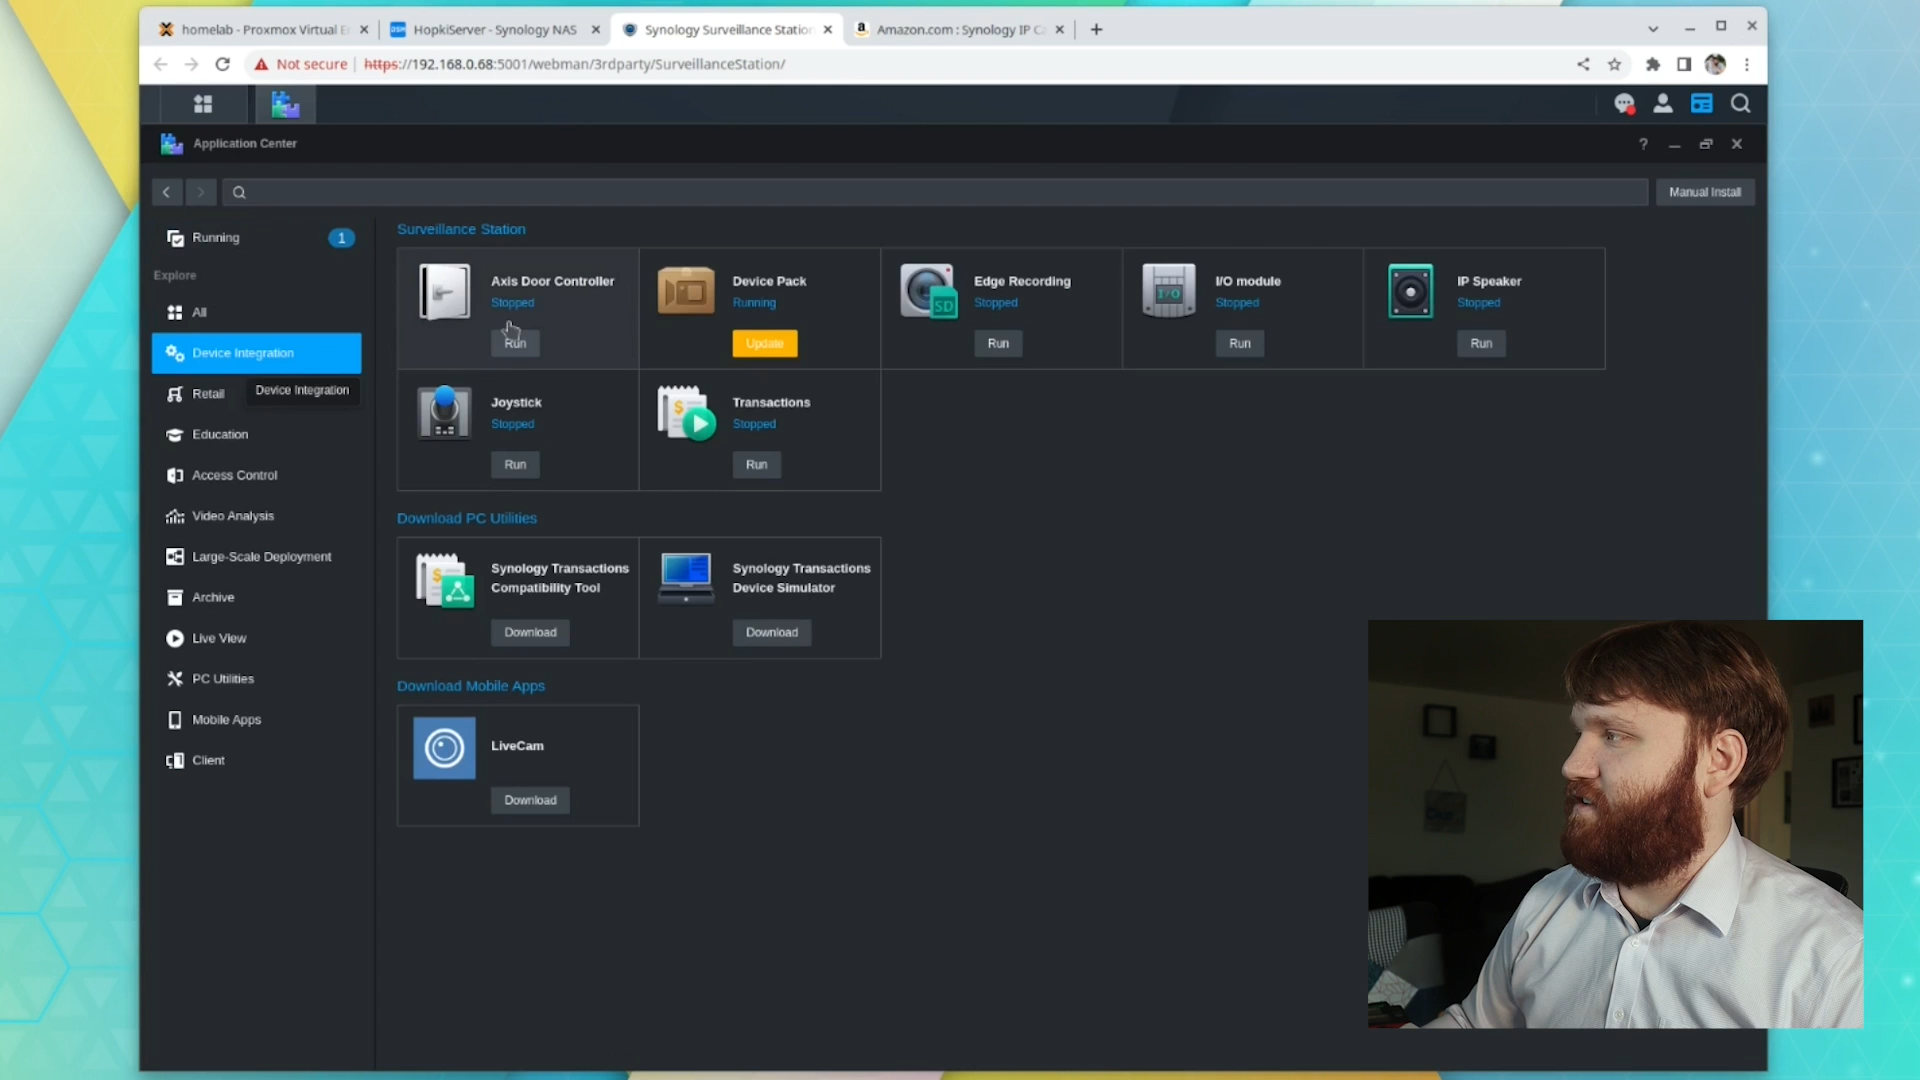 homelab - Proxmox Virtual E
HopkiServer - Synology NAS
Synology Surveillance Station
Amazon.com : Synology IP Ca
Not secure
https://192.168.0.68:5001/webman/3rdparty/SurveillanceStation/
Application Center
Manual Install
Running
1
Explore
All
Device Integration
Retail
Device Integration
Education
Access Control
Video Analysis
Large-Scale Deployment
Archive
Live View
PC Utilities
Mobile Apps
Client
Surveillance Station
Axis Door Controller
Stopped
Run
Device Pack
Running
Update
SD
Edge Recording
Stopped
Run
I/O
I/O module
Stopped
Run
IP Speaker
Stopped
Run
Joystick
Stopped
Run
Transactions
Stopped
Run
Download PC Utilities
Synology Transactions
Compatibility Tool
Download
Synology Transactions
Device Simulator
Download
Download Mobile Apps
LiveCam
Download